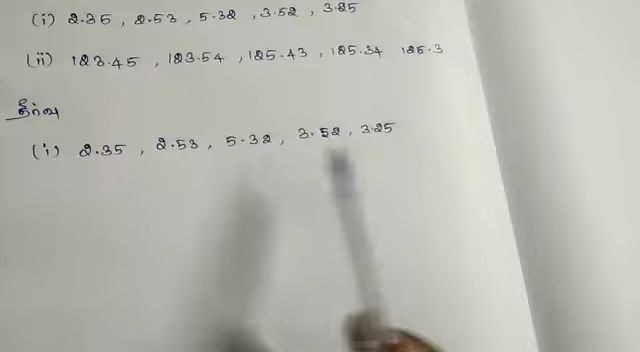 (i) 2.35 , 2.53 , 5.32 , 3.52 , 3.25
(ii) 123.45 , 123.54 , 125.43 , 125.34 125.3
தீர்வு
(i) 2.35 , 2.53 , 5.32 , 3.52 , 3.25